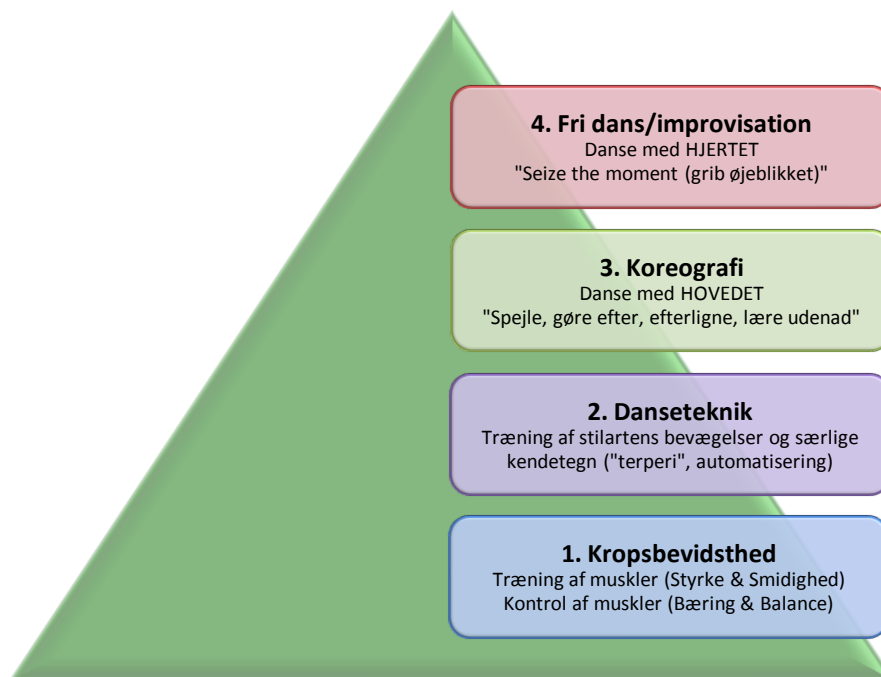 4. Fri dans/improvisation
Danse med HJERTET
"Seize the moment (grib øjeblikket)"
3. Koreografi
Danse med HOVEDET
"Spejle, gøre efter, efterligne, lære udenad"
2. Danseteknik
Træning af stilartens bevægelser og særlige
kendetegn ("terperi", automatisering)
1. Kropsbevidsthed
Træning af muskler (Styrke & Smidighed)
Kontrol af muskler (Bæring & Balance)